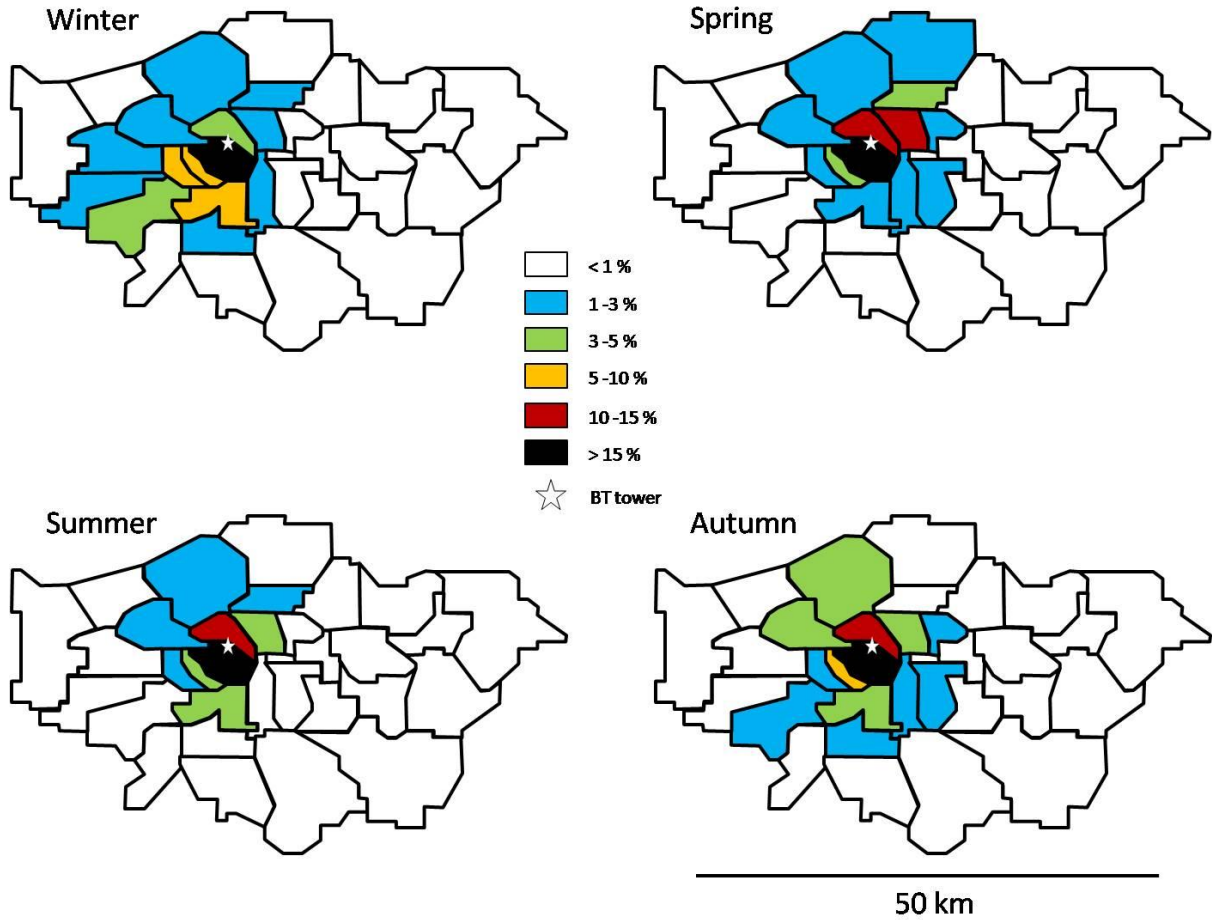 Winter
Spring
< 1 %
1 -3 %
3 -5 %
5 -10 %
10 -15 %
> 15 %
BT tower
Summer
Autumn
50 km